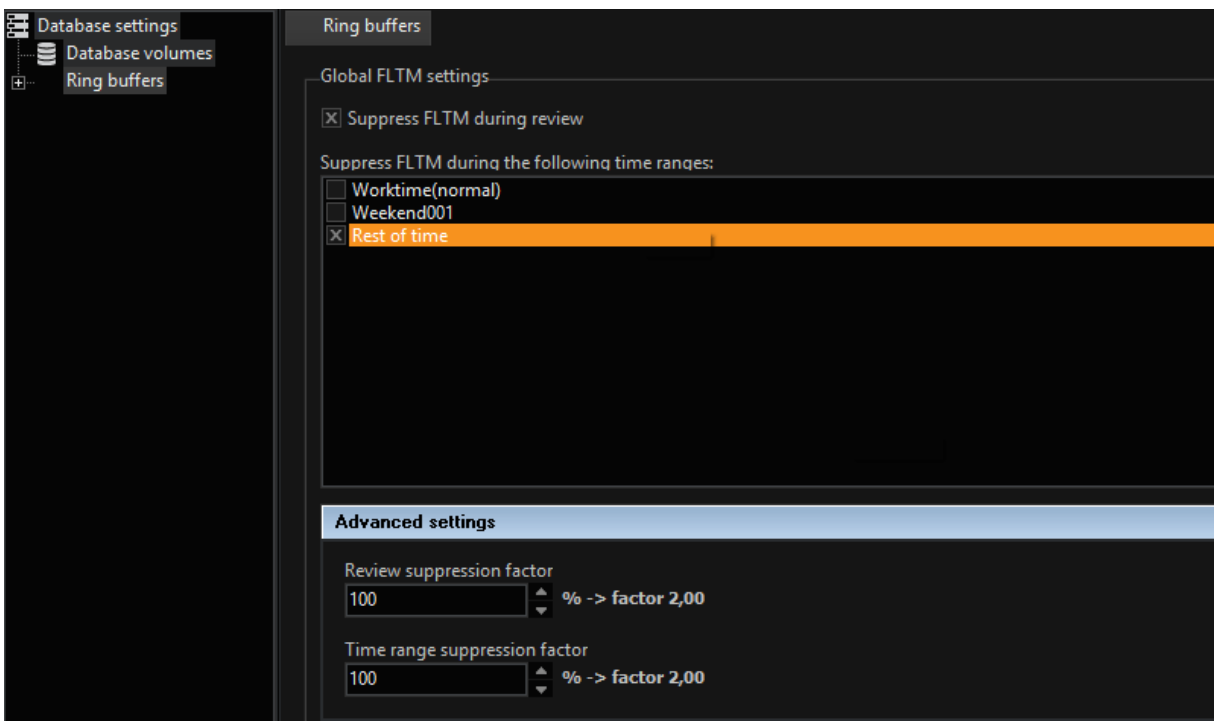 Database settings
Database volumes
Ring buffers
Ring buffers
Global FLTM settings
Suppress FLTM during review
Suppress FLTM during the following time ranges:
Worktime(normal)
Weekend001
Rest of time
Advanced settings
Review suppression factor
100 % -> factor 2,00
Time range suppression factor
100 % -> factor 2,00